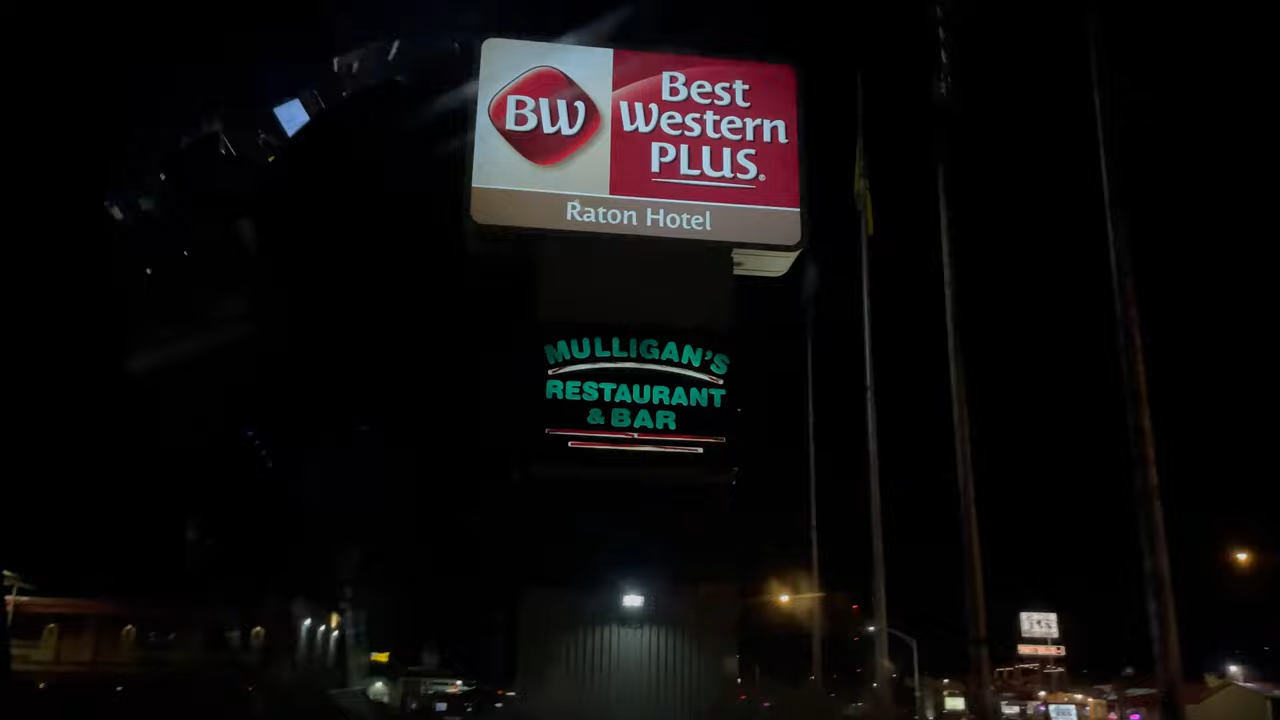 BW
Best
Western
PLUS®
Raton Hotel
MULLIGAN'S
RESTAURANT
& BAR